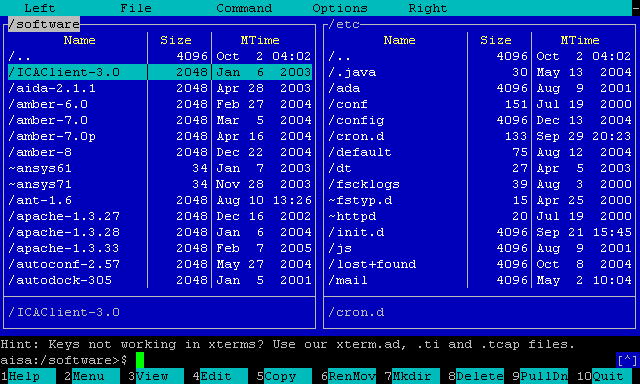 Left File Command Options Right
/software /etc
Name Size MTime Name Size MTime
/.. 4096 Oct 2 04:02 /.. 4096 Oct 2 04:02
/ICAClient-3.0 2048 Jan 6 2003 /.java 30 May 13 2004
/aida-2.1.1 2048 Apr 28 2003 /ada 4096 Aug 9 2001
/amber-6.0 2048 Feb 27 2004 /conf 151 Jul 19 2000
/amber-7.0 2048 Mar 5 2004 /config 4096 Dec 13 2004
/amber-7.0p 2048 Apr 16 2004 /cron.d 133 Sep 29 20:23
/amber-8 2048 Dec 22 2004 /default 75 Aug 12 2004
~ansys61 34 Jan 7 2003 /dt 27 Apr 5 2003
~ansys71 34 Nov 28 2003 /fscklogs 39 Aug 3 2000
/ant-1.6 2048 Aug 10 13:26 ~fstyp.d 15 Apr 25 2000
/apache-1.3.27 2048 Dec 16 2002 ~httpd 20 Jul 19 2000
/apache-1.3.28 2048 Jan 6 2004 /init.d 4096 Sep 21 15:45
/apache-1.3.33 2048 Feb 7 2005 /js 4096 Aug 9 2001
/autoconf-2.57 2048 May 27 2004 /lost+found 4096 Oct 8 2004
/autodock-305 2048 Jan 5 2001 /mail 4096 May 2 10:04
/ICAClient-3.0 /cron.d
Hint: Keys not working in xterms? Use our xterm.ad, .ti and .tcap files.
aisa:/software>$ [^]
1Help 2Menu 3View 4Edit 5Copy 6RenMov 7Mkdir 8Delete 9PullDn 10Quit